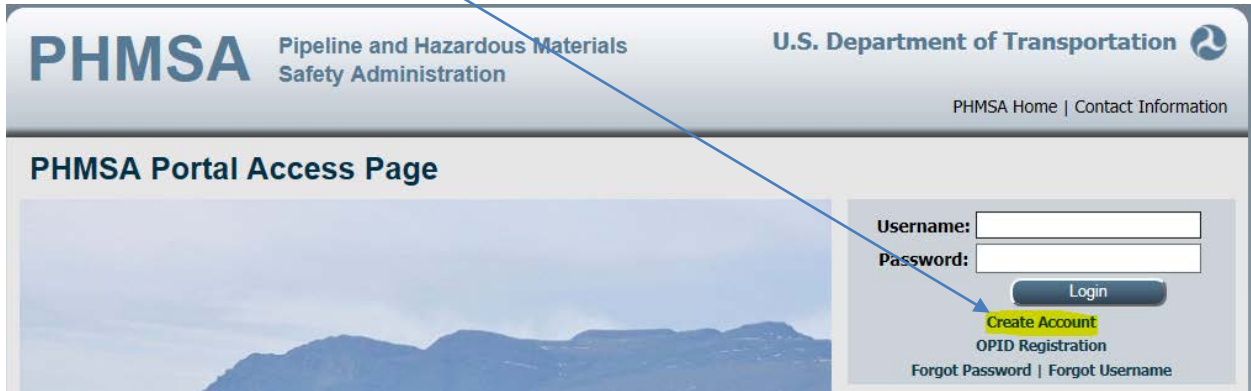 PHMSA
Pipeline and Hazardous Materials
Safety Administration
U.S. Department of Transportation
PHMSA Home | Contact Information
PHMSA Portal Access Page
Username:
Password:
Login
Create Account
OPID Registration
Forgot Password | Forgot Username